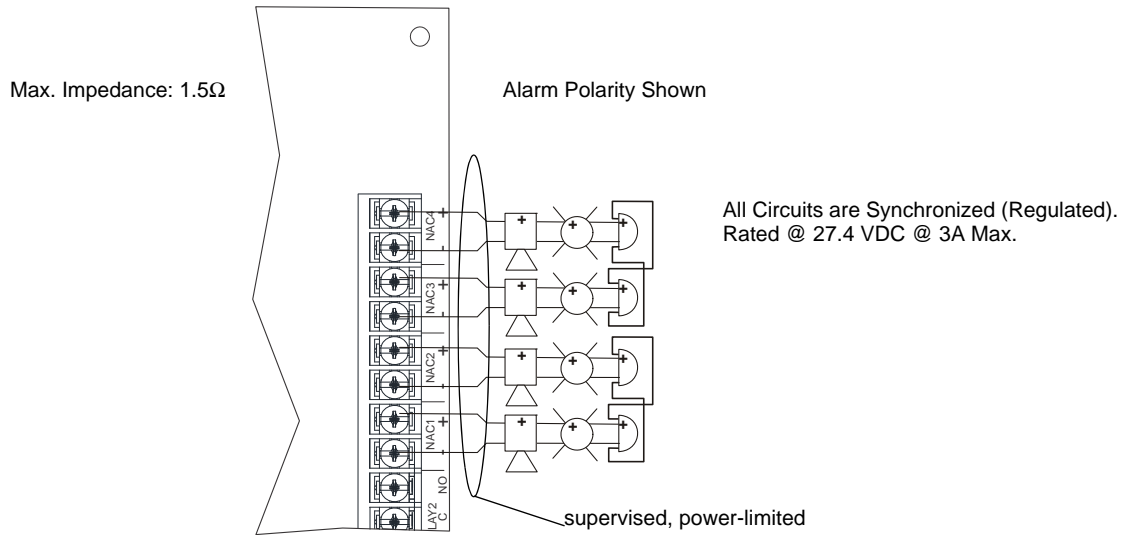 Max. Impedance: 1.5Ω
Alarm Polarity Shown
All Circuits are Synchronized (Regulated).
Rated @ 27.4 VDC @ 3A Max.
NAC4 + -
NAC3 + -
NAC2 + -
NAC1 + -
NO
LAY2
C
+ + +
+ + +
+ + +
+ + +
supervised, power-limited